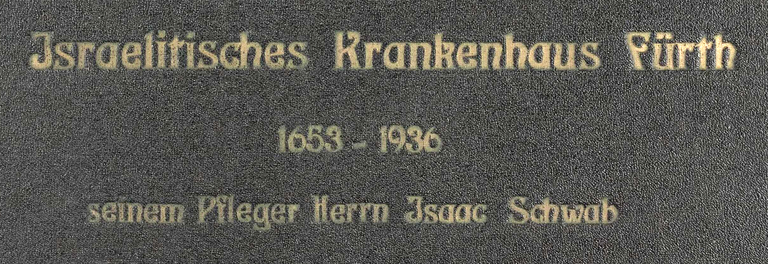 Israelitisches Krankenhaus Fürth
1653 - 1936
seinem Pfleger Herrn Isaac Schwab